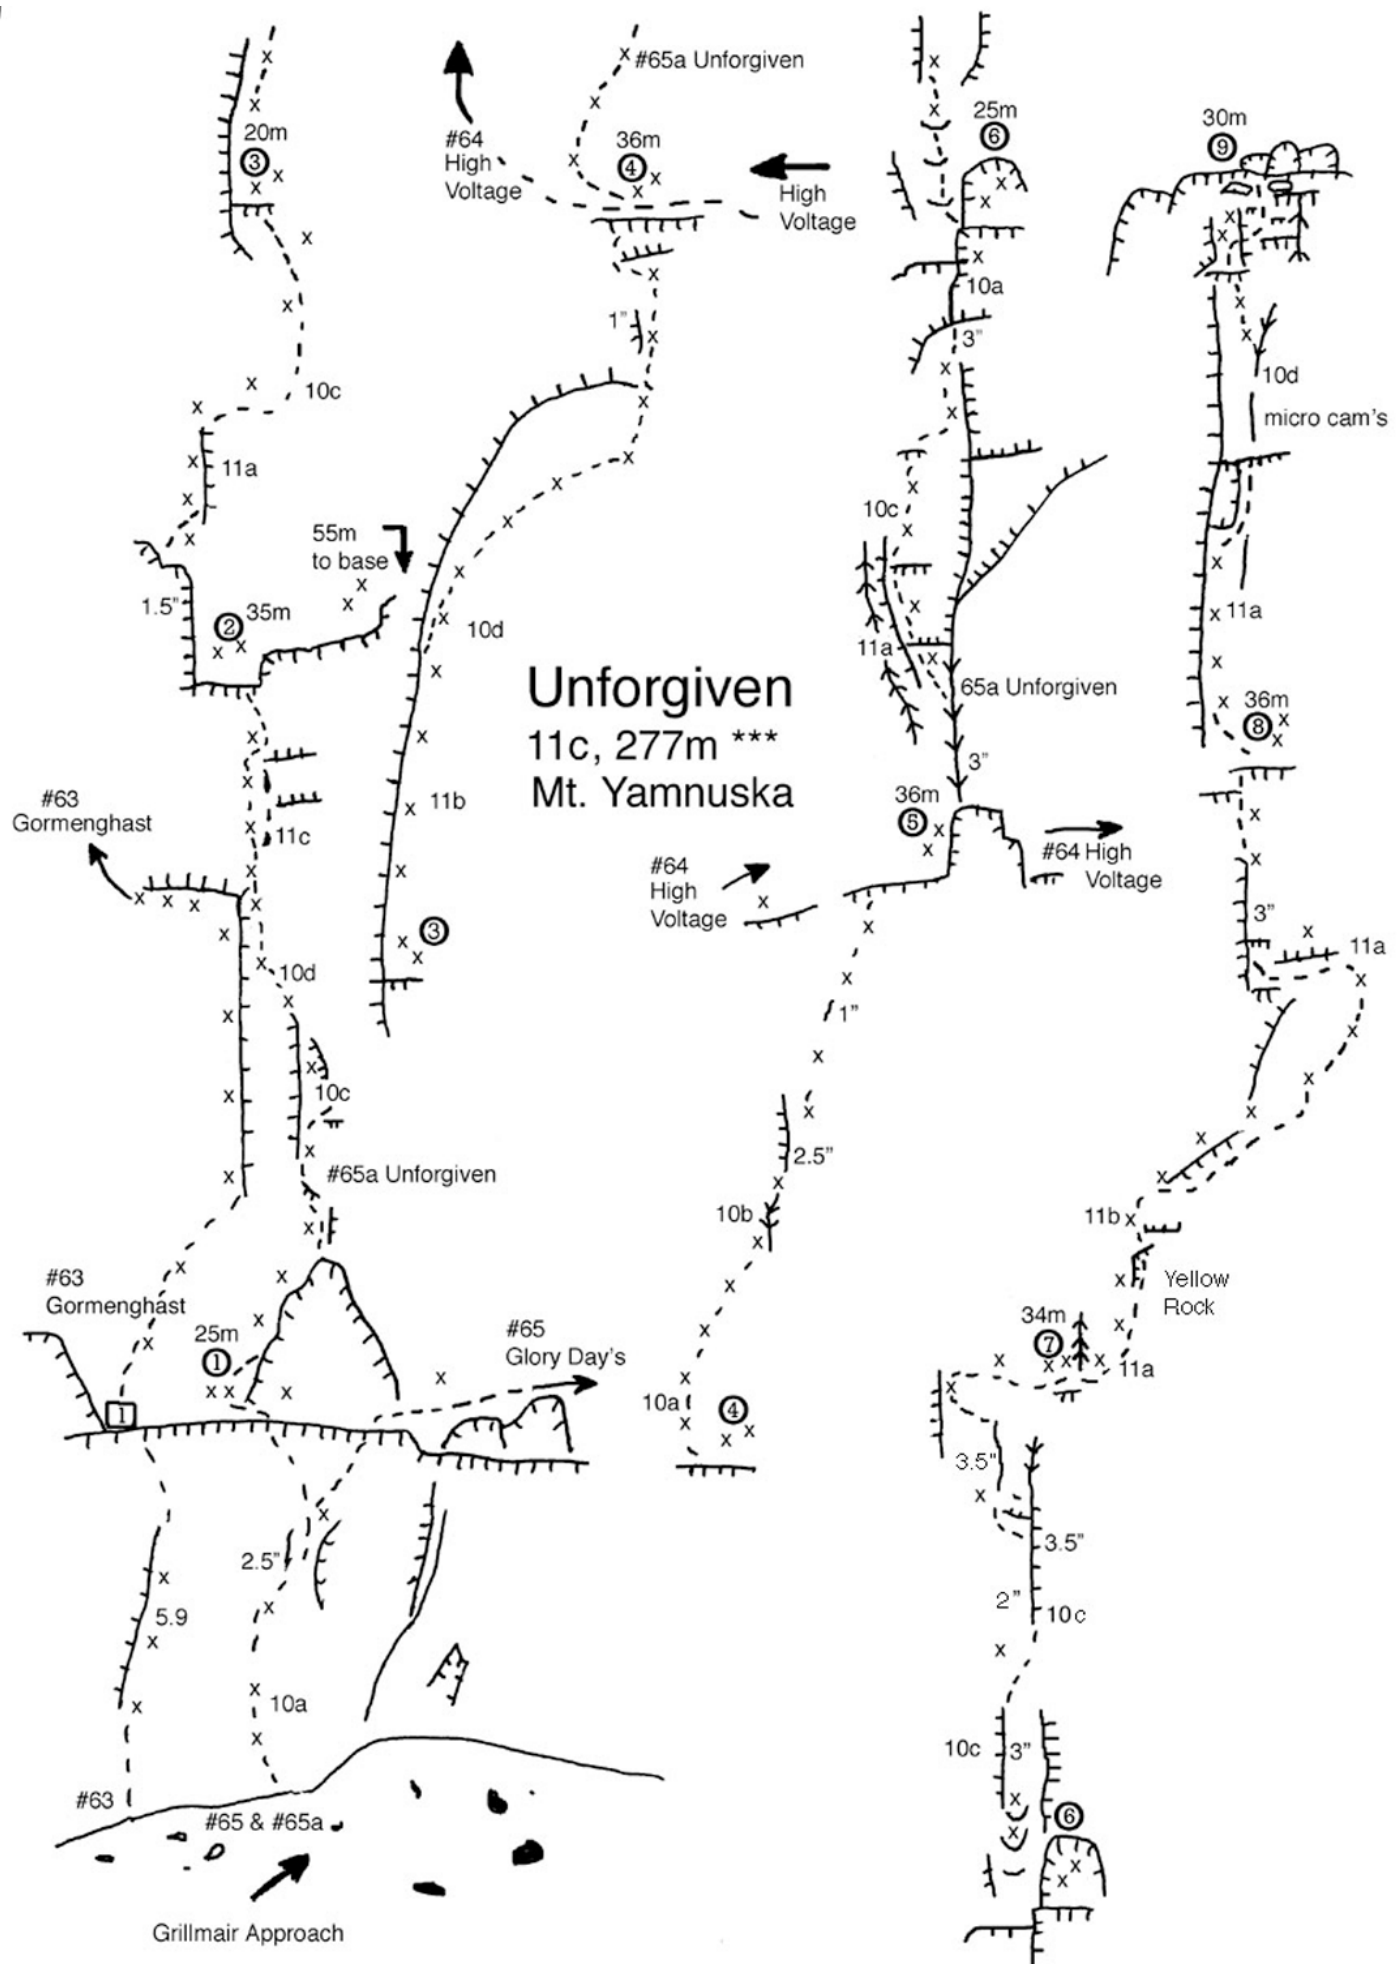 20m
3
10c
11a
55m
to base
1.5"
2
35m
#63
Gormenghast
11c
10d
10c
#65a Unforgiven
#63
Gormenghast
25m
1
1
#65
Glory Day's
2.5"
5.9
10a
#63
#65 & #65a
Grillmair Approach
#64
High
Voltage
#65a Unforgiven
36m
4
High
Voltage
1"
10d
11b
3
Unforgiven
11c, 277m ***
Mt. Yamnuska
25m
6
10a
3"
10c
11a
65a Unforgiven
3"
36m
5
#64
High
Voltage
#64 High
Voltage
1"
2.5"
10b
10a
4
30m
9
10d
micro cam's
11a
36m
8
3"
11a
11b
Yellow
Rock
34m
7
11a
3.5"
3.5"
2"
10c
10c
3"
6